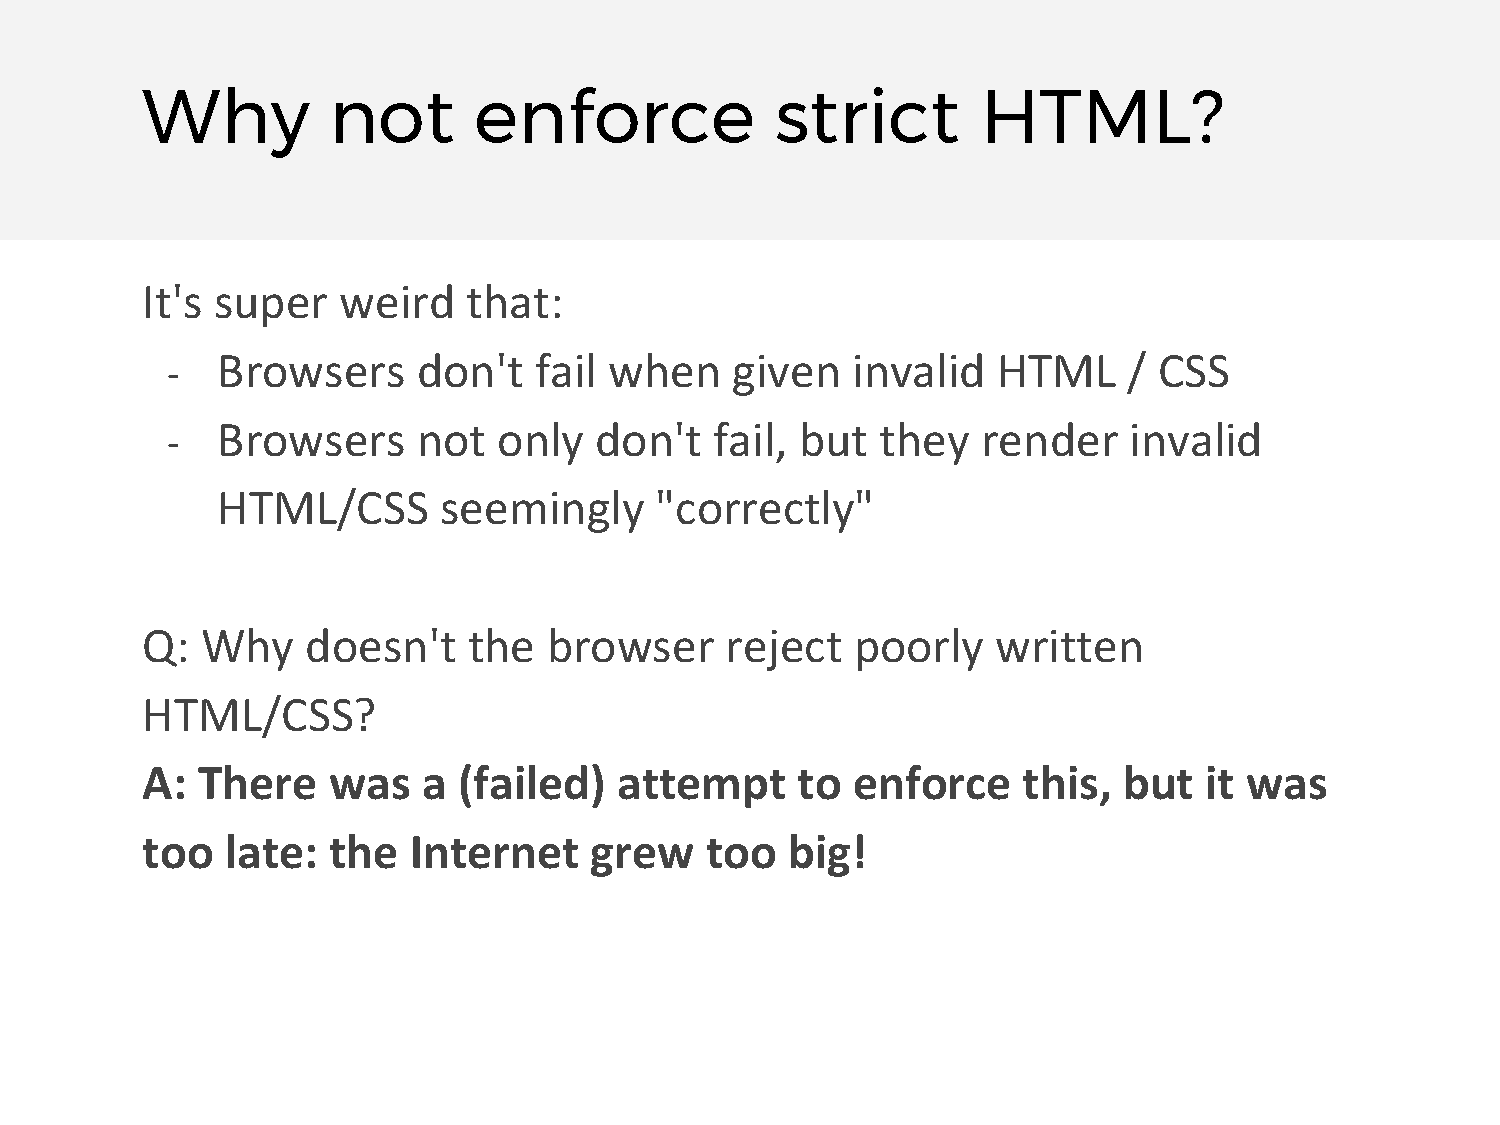 Why not enforce strict HTML?
It's super weird that:
- Browsers don't fail when given invalid HTML / CSS
- Browsers not only don't fail, but they render invalid
HTML/CSS seemingly "correctly"
Q: Why doesn't the browser reject poorly written
HTML/CSS?
A: There was a (failed) attempt to enforce this, but it was
too late: the Internet grew too big!